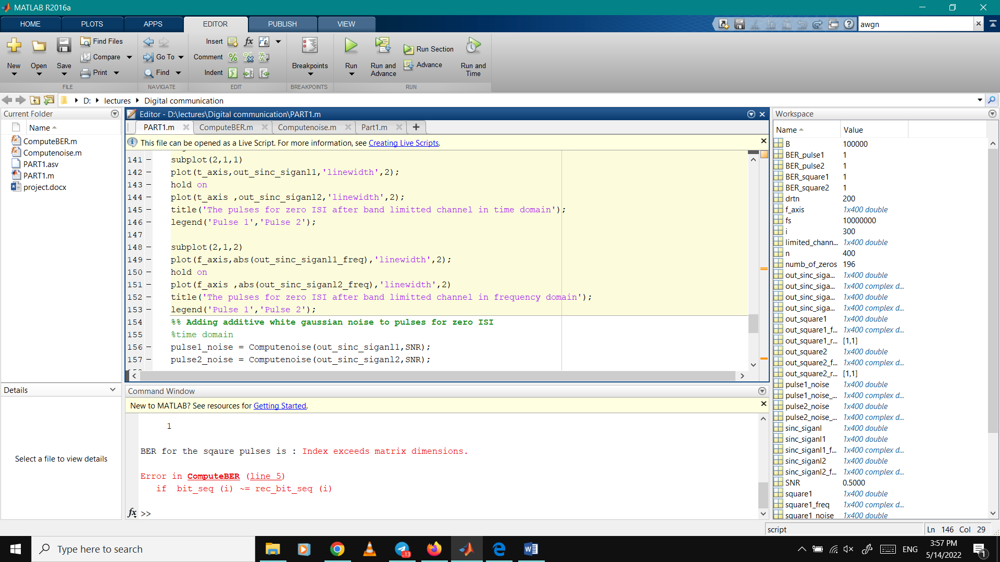 MATLAB R2016a
HOME PLOTS APPS EDITOR PUBLISH VIEW
awgn
New Open Save
Find Files
Compare
Print
FILE
Go To
Find
NAVIGATE
Insert
Comment
Indent
EDIT
Breakpoints
BREAKPOINTS
Run
Run and Advance
Run Section
Advance
Run and Time
RUN
D: lectures Digital communication
Current Folder
Name
ComputeBER.m
Computenoise.m
PART1.asv
PART1.m
project.docx
Details
Select a file to view details
Editor - D:\lectures\Digital communication\PART1.m
PART1.m ComputeBER.m Computenoise.m Part1.m
This file can be opened as a Live Script. For more information, see Creating Live Scripts.
141 – subplot(2,1,1)
142 – plot(t_axis,out_sinc_siganl1,'linewidth',2);
143 – hold on
144 – plot(t_axis ,out_sinc_siganl2,'linewidth',2);
145 – title('The pulses for zero ISI after band limitted channel in time domain');
146 – legend('Pulse 1','Pulse 2');
147
148 – subplot(2,1,2)
149 – plot(f_axis,abs(out_sinc_siganl1_freq),'linewidth',2);
150 – hold on
151 – plot(f_axis ,abs(out_sinc_siganl2_freq),'linewidth',2)
152 – title('The pulses for zero ISI after band limitted channel in frequency domain');
153 – legend('Pulse 1','Pulse 2');
154 %% Adding additive white gaussian noise to pulses for zero ISI
155 %time domain
156 – pulse1_noise = Computenoise(out_sinc_siganl1,SNR);
157 – pulse2_noise = Computenoise(out_sinc_siganl2,SNR);
Command Window
New to MATLAB? See resources for Getting Started.
1
BER for the sqaure pulses is : Index exceeds matrix dimensions.
Error in ComputeBER (line 5)
if bit_seq (i) ~= rec_bit_seq (i)
fx >>
Workspace
Name Value
B 100000
BER_pulse1 1
BER_pulse2 1
BER_square1 1
BER_square2 1
drtn 200
f_axis 1x400 double
fs 10000000
i 300
limited_chann... 1x400 double
n 400
numb_of_zeros 196
out_sinc_siga... 1x400 double
out_sinc_siga... 1x400 complex d...
out_sinc_siga... 1x400 double
out_sinc_siga... 1x400 complex d...
out_square1 1x400 double
out_square1_f... 1x400 complex d...
out_square1_r... [1,1]
out_square2 1x400 double
out_square2_f... 1x400 complex d...
out_square2_r... [1,1]
pulse1_noise 1x400 double
pulse1_noise_... 1x400 complex d...
pulse2_noise 1x400 double
pulse2_noise_... 1x400 complex d...
sinc_siganl 1x400 double
sinc_siganl1 1x400 double
sinc_siganl1_f... 1x400 complex d...
sinc_siganl2 1x400 double
sinc_siganl2_f... 1x400 complex d...
SNR 0.5000
square1 1x400 double
square1_freq 1x400 complex d...
square1_noise 1x400 double
script Ln 146 Col 29
Type here to search
..13
ENG
3:57 PM
5/14/2022
1